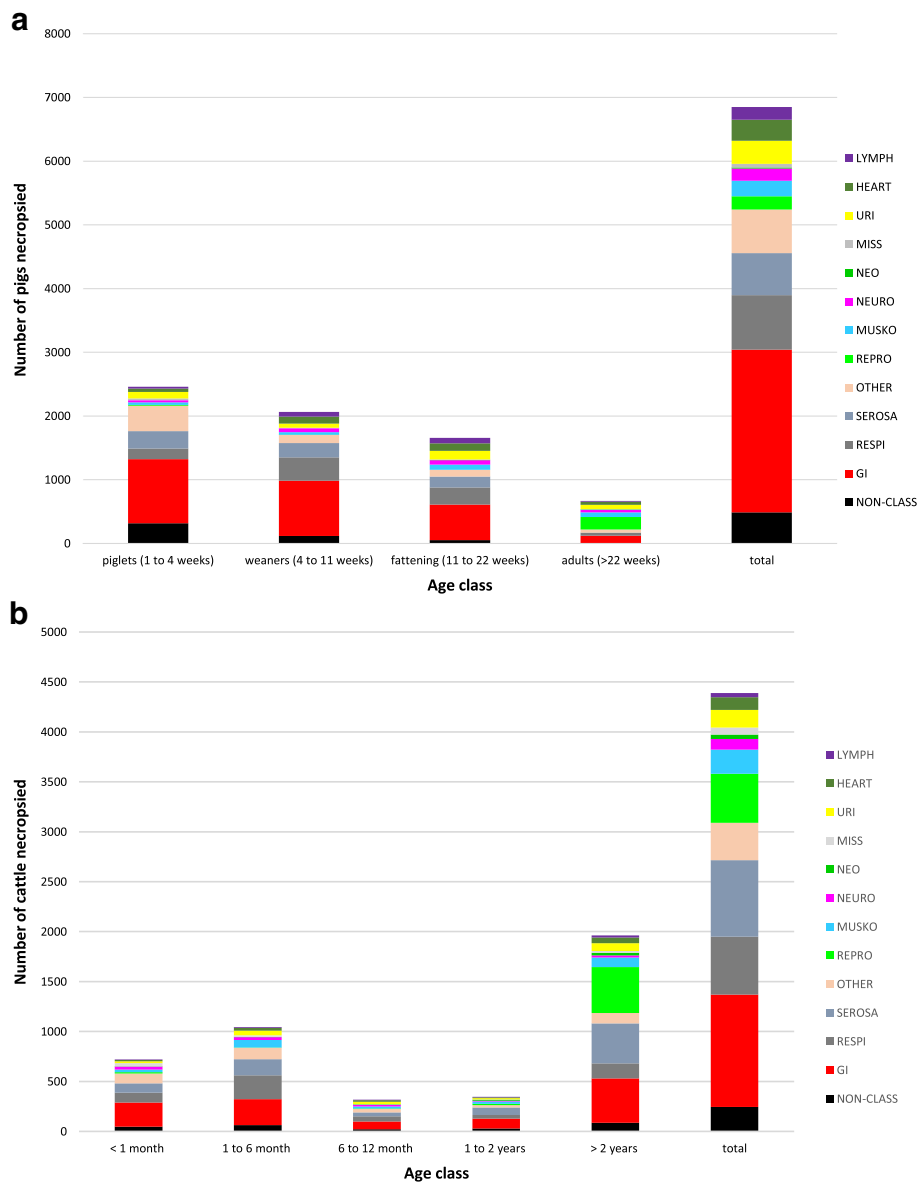 a
8000
7000
6000
5000
4000
3000
2000
1000
0
Number of pigs necropsied
piglets (1 to 4 weeks)
weaners (4 to 11 weeks)
fattening (11 to 22 weeks)
adults (>22 weeks)
total
Age class
LYMPH
HEART
URI
MISS
NEO
NEURO
MUSKO
REPRO
OTHER
SEROSA
RESPI
GI
NON-CLASS
b
5000
4500
4000
3500
3000
2500
2000
1500
1000
500
0
Number of cattle necropsied
< 1 month
1 to 6 month
6 to 12 month
1 to 2 years
> 2 years
total
Age class
LYMPH
HEART
URI
MISS
NEO
NEURO
MUSKO
REPRO
OTHER
SEROSA
RESPI
GI
NON-CLASS